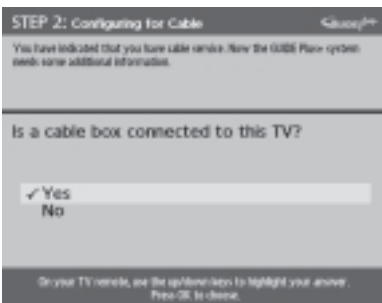 STEP 2: Configuring for Cable
You have indicated that you have cable service. Now the GUIDE Plus+ system
needs some additional information.
Is a cable box connected to this TV?
✓ Yes
No
On your TV remote, use the up/down keys to highlight your answer.
Press OK to choose.